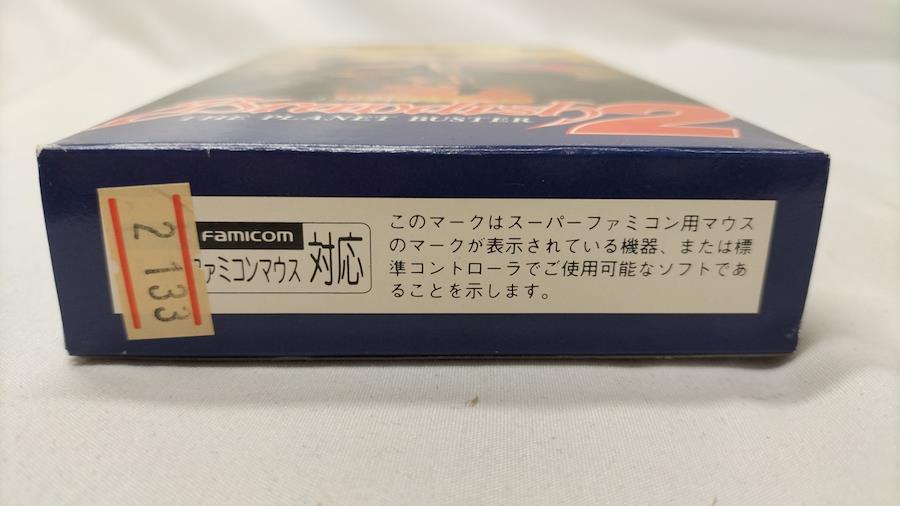 2
THE PLANET BUSTER
2133
FAMICOM
ファミコンマウス 対応
このマークはスーパーファミコン用マウス
のマークが表示されている機器、または標
準コントローラでご使用可能なソフトであ
ることを示します。